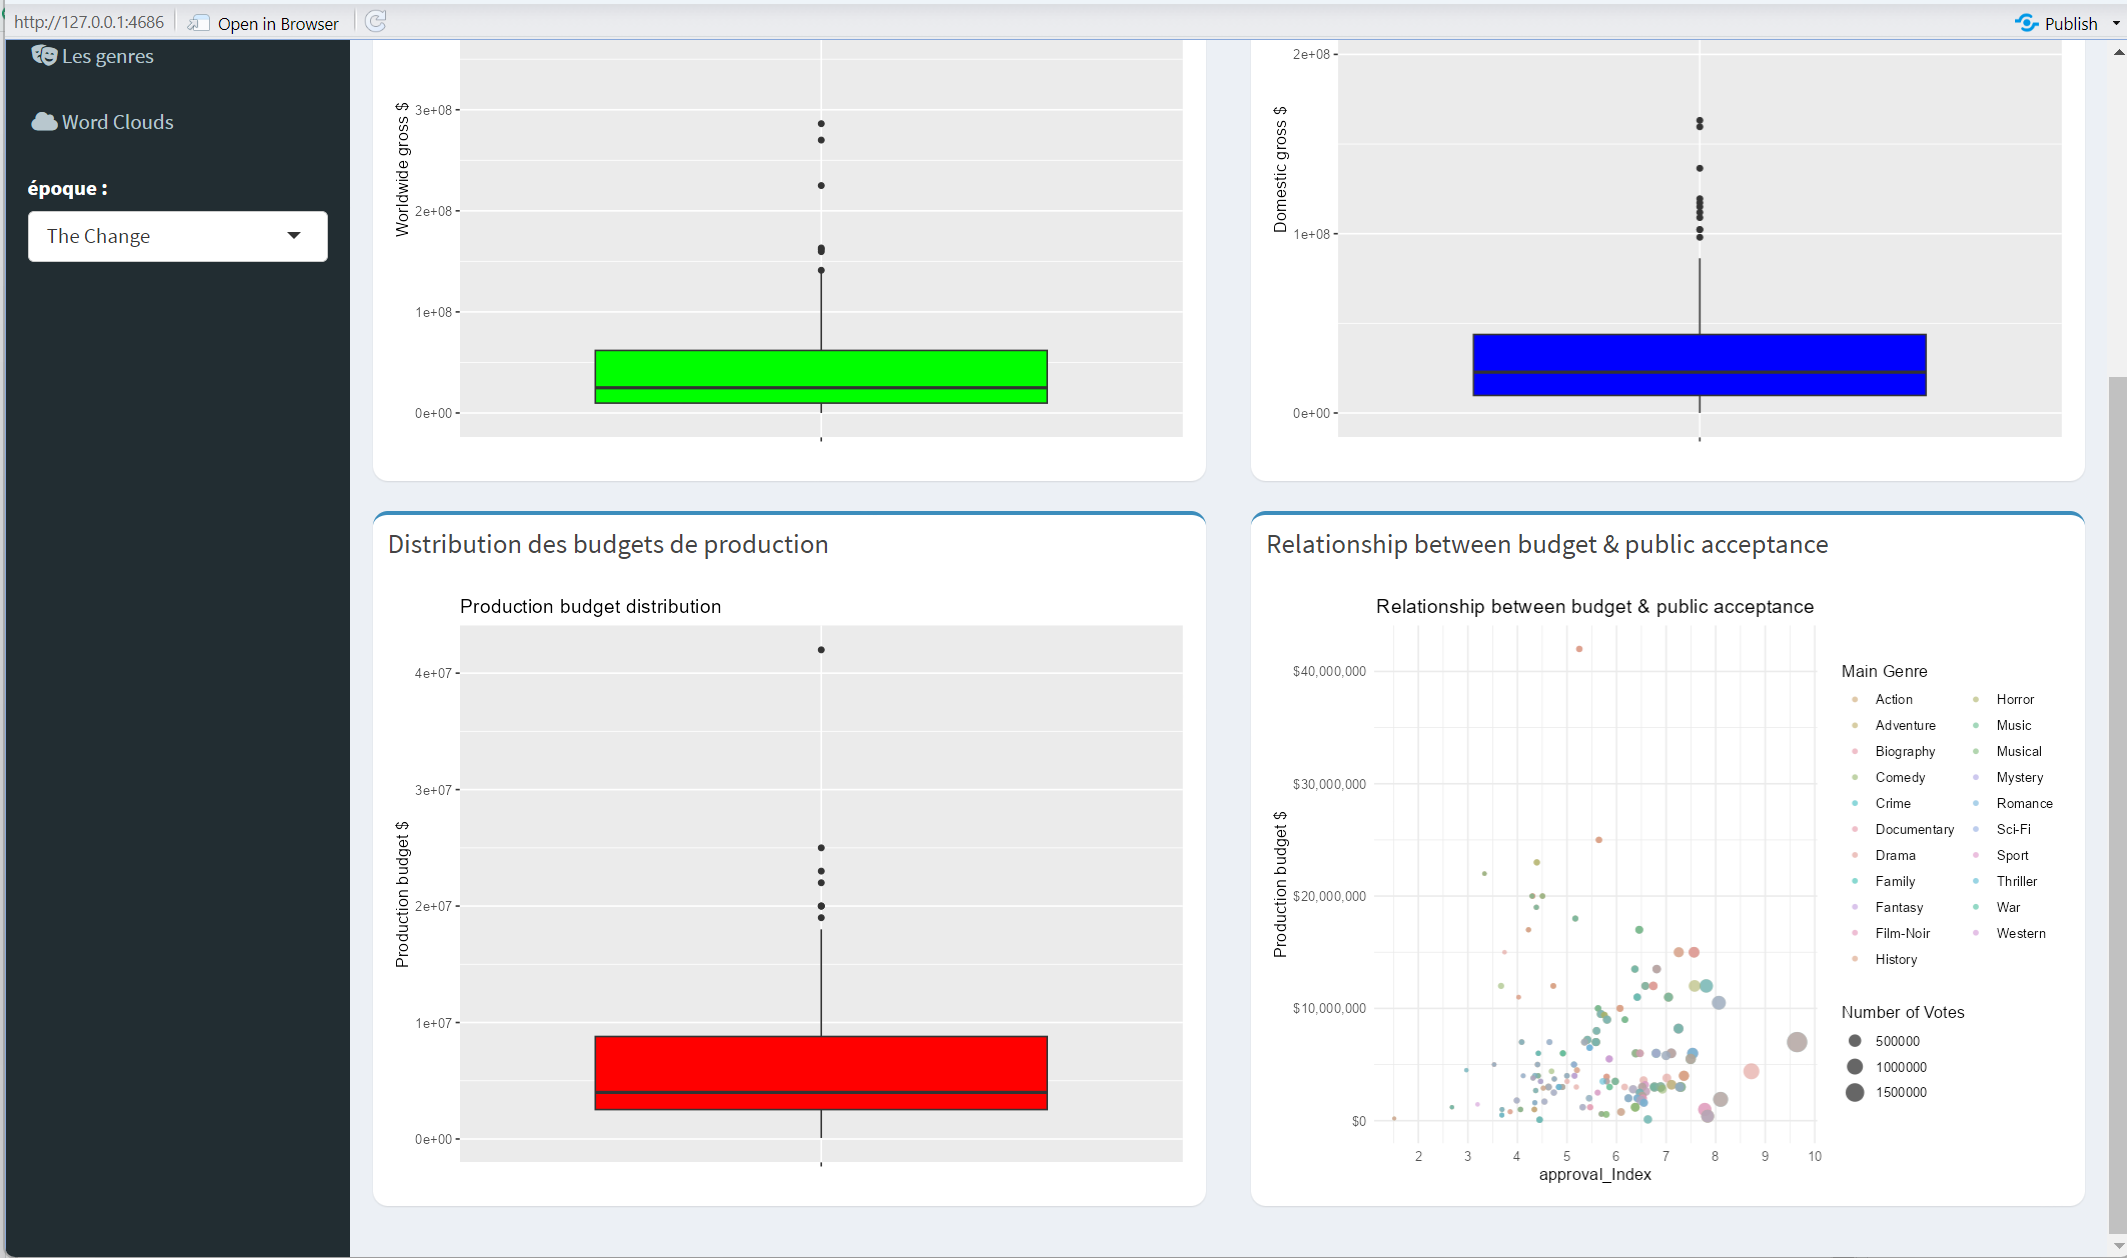 http://127.0.0.1:4686
Open in Browser
Publish
Les genres
Word Clouds
époque :
The Change
Worldwide gross $
3e+08
2e+08
1e+08
0e+00
Domestic gross $
2e+08
1e+08
0e+00
Distribution des budgets de production
Production budget distribution
Production budget $
4e+07
3e+07
2e+07
1e+07
0e+00
Relationship between budget & public acceptance
Relationship between budget & public acceptance
Production budget $
$40,000,000
$30,000,000
$20,000,000
$10,000,000
$0
2 3 4 5 6 7 8 9 10
approval_Index
Main Genre
Action
Adventure
Biography
Comedy
Crime
Documentary
Drama
Family
Fantasy
Film-Noir
History
Horror
Music
Musical
Mystery
Romance
Sci-Fi
Sport
Thriller
War
Western
Number of Votes
500000
1000000
1500000